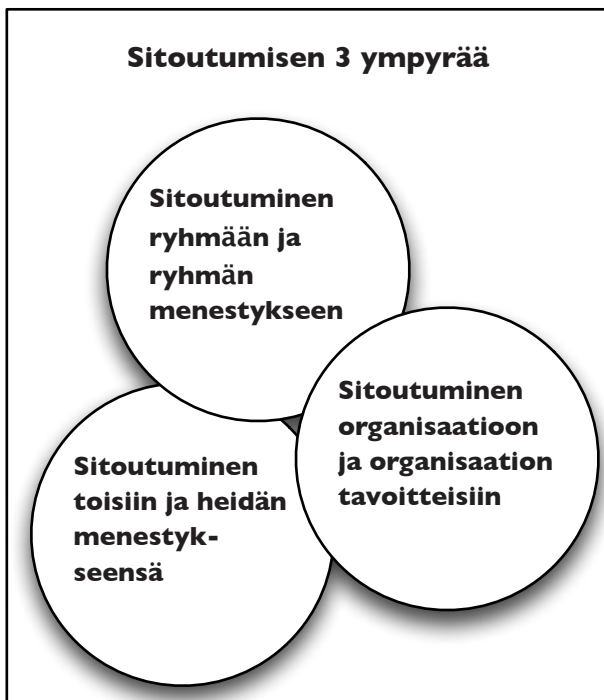 Sitoutumisen 3 ympyrää
Sitoutuminen
ryhmään ja
ryhmän
menestykseen
Sitoutuminen
organisaatioon
ja organisaation
tavoitteisiin
Sitoutuminen
toisiin ja heidän
menestyk-
seensä